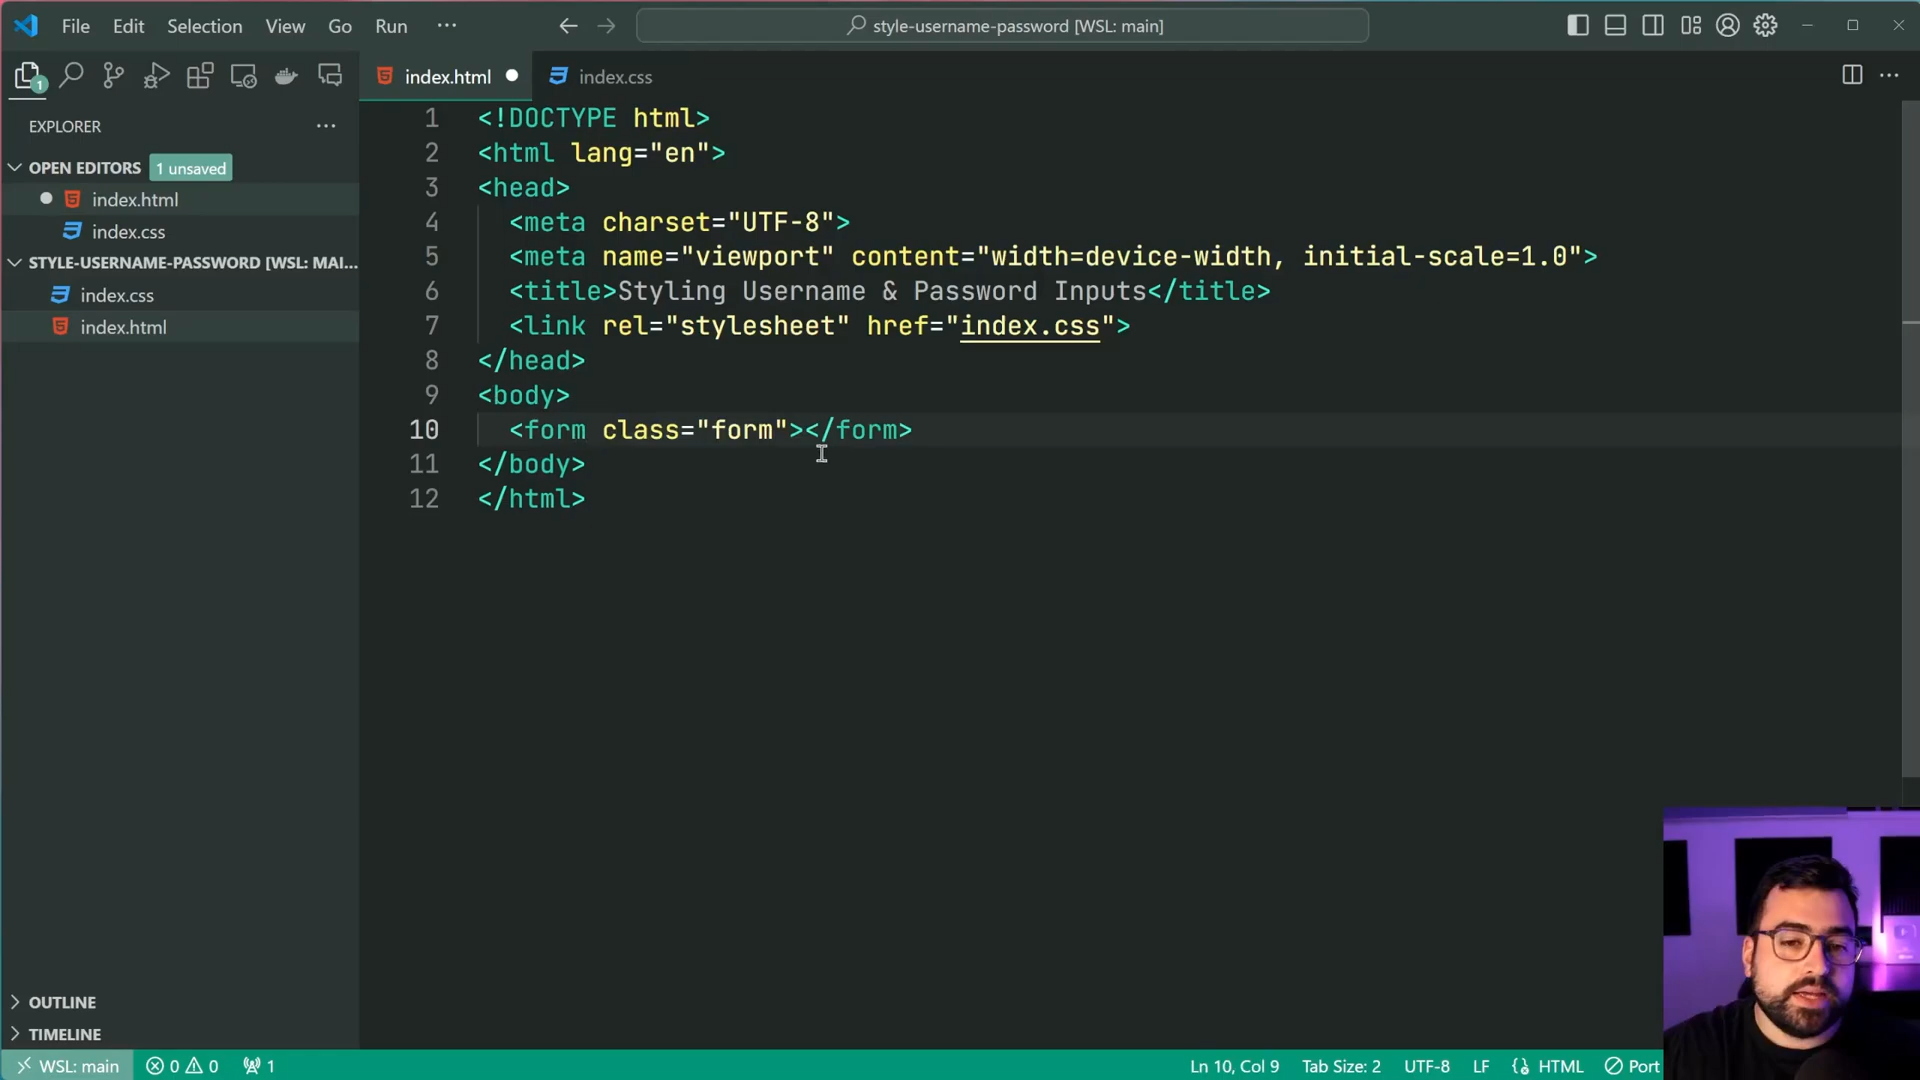 File Edit Selection View Go Run ··· style-username-password [WSL: main]
1
index.html index.css
EXPLORER
OPEN EDITORS 1 unsaved
index.html
index.css
STYLE-USERNAME-PASSWORD [WSL: MAI...
index.css
index.html
OUTLINE
TIMELINE
1 <!DOCTYPE html>
2 <html lang="en">
3 <head>
4 <meta charset="UTF-8">
5 <meta name="viewport" content="width=device-width, initial-scale=1.0">
6 <title>Styling Username & Password Inputs</title>
7 <link rel="stylesheet" href="index.css">
8 </head>
9 <body>
10 <form class="form"></form>
11 </body>
12 </html>
WSL: main 0 0 1 Ln 10, Col 9 Tab Size: 2 UTF-8 LF HTML Port